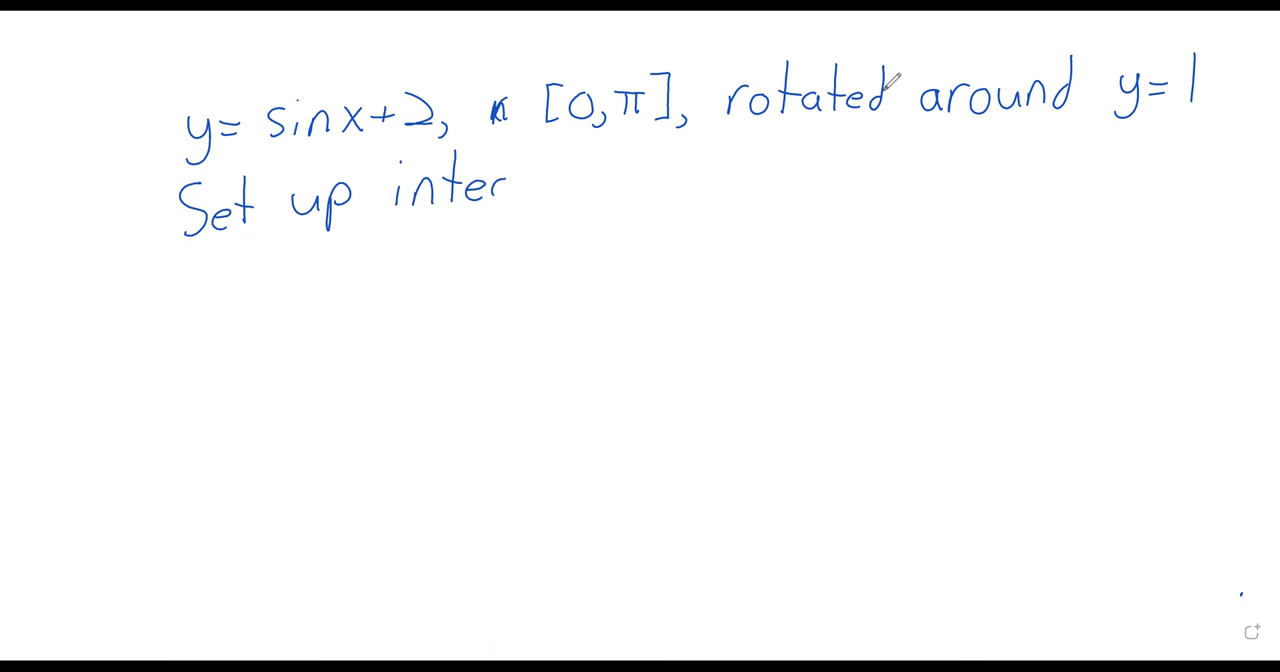 y= sinx+2, [0,π], rotated around y=1
Set up inter